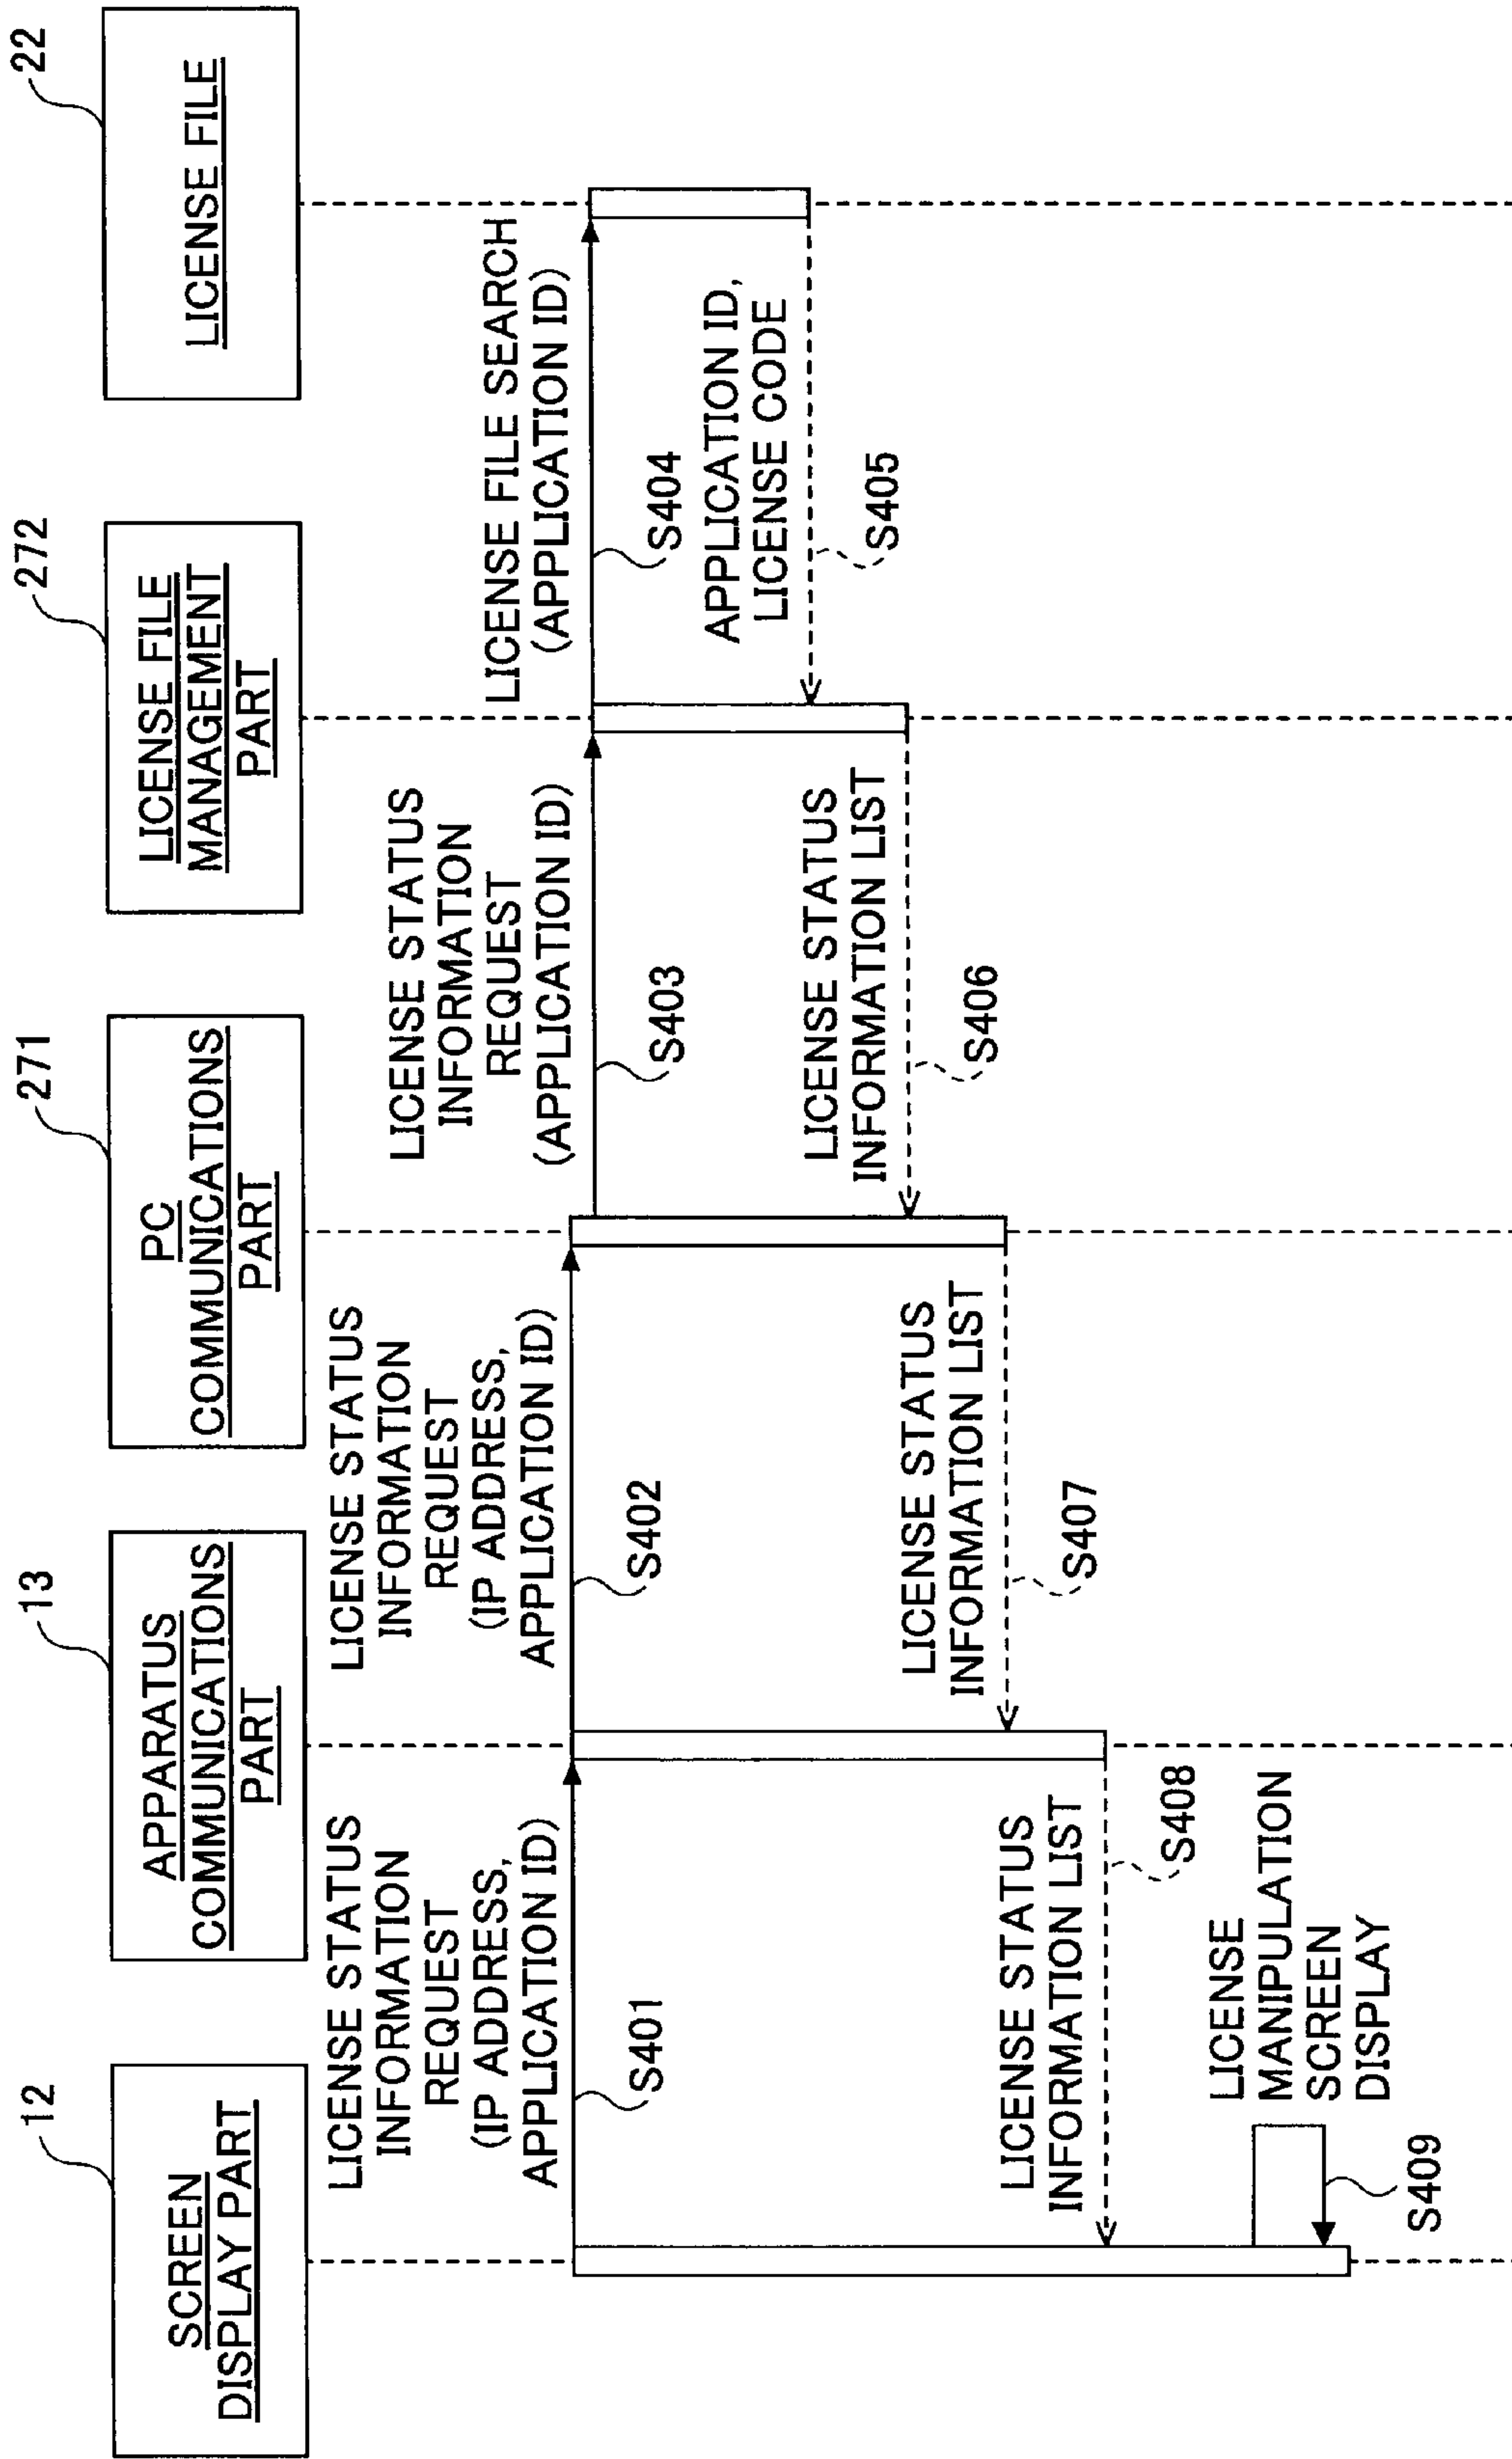 12
SCREEN
DISPLAY PART
13
APPARATUS
COMMUNICATIONS
PART
271
PC
COMMUNICATIONS
PART
272
LICENSE FILE
MANAGEMENT
PART
22
LICENSE FILE
LICENSE STATUS
INFORMATION
REQUEST
(IP ADDRESS,
APPLICATION ID)
S401
LICENSE STATUS
INFORMATION
REQUEST
(IP ADDRESS,
APPLICATION ID)
S402
LICENSE STATUS
INFORMATION
REQUEST
(APPLICATION ID)
S403
LICENSE FILE SEARCH
(APPLICATION ID)
S404
APPLICATION ID,
LICENSE CODE
S405
LICENSE STATUS
INFORMATION LIST
S406
LICENSE STATUS
INFORMATION LIST
S407
LICENSE STATUS
INFORMATION LIST
S408
LICENSE
MANIPULATION
SCREEN
DISPLAY
S409